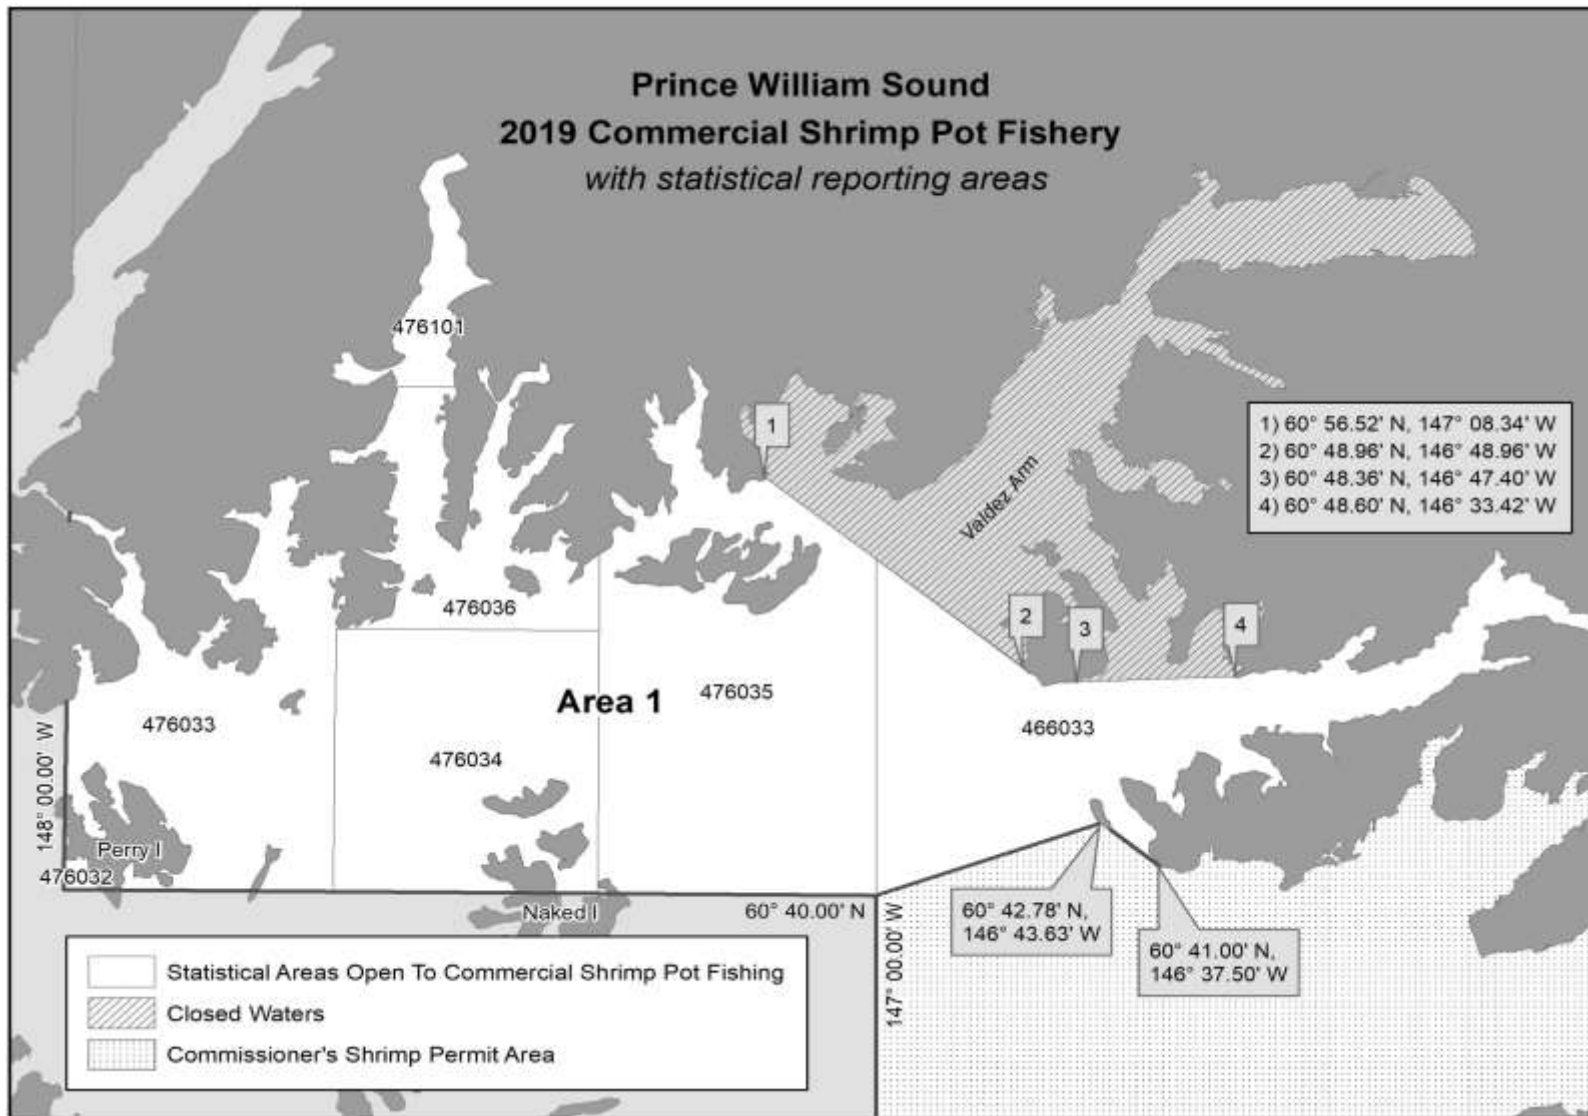 Prince William Sound
2019 Commercial Shrimp Pot Fishery
with statistical reporting areas
476101
1
1) 60° 56.52' N, 147° 08.34' W
2) 60° 48.96' N, 146° 48.96' W
3) 60° 48.36' N, 146° 47.40' W
4) 60° 48.60' N, 146° 33.42' W
Valdez Arm
476036
2
3
4
Area 1
476035
476033
466033
476034
148° 00.00' W
Perry I
476032
Naked I
60° 40.00' N
147° 00.00' W
60° 42.78' N,
146° 43.63' W
60° 41.00' N,
146° 37.50' W
Statistical Areas Open To Commercial Shrimp Pot Fishing
Closed Waters
Commissioner's Shrimp Permit Area